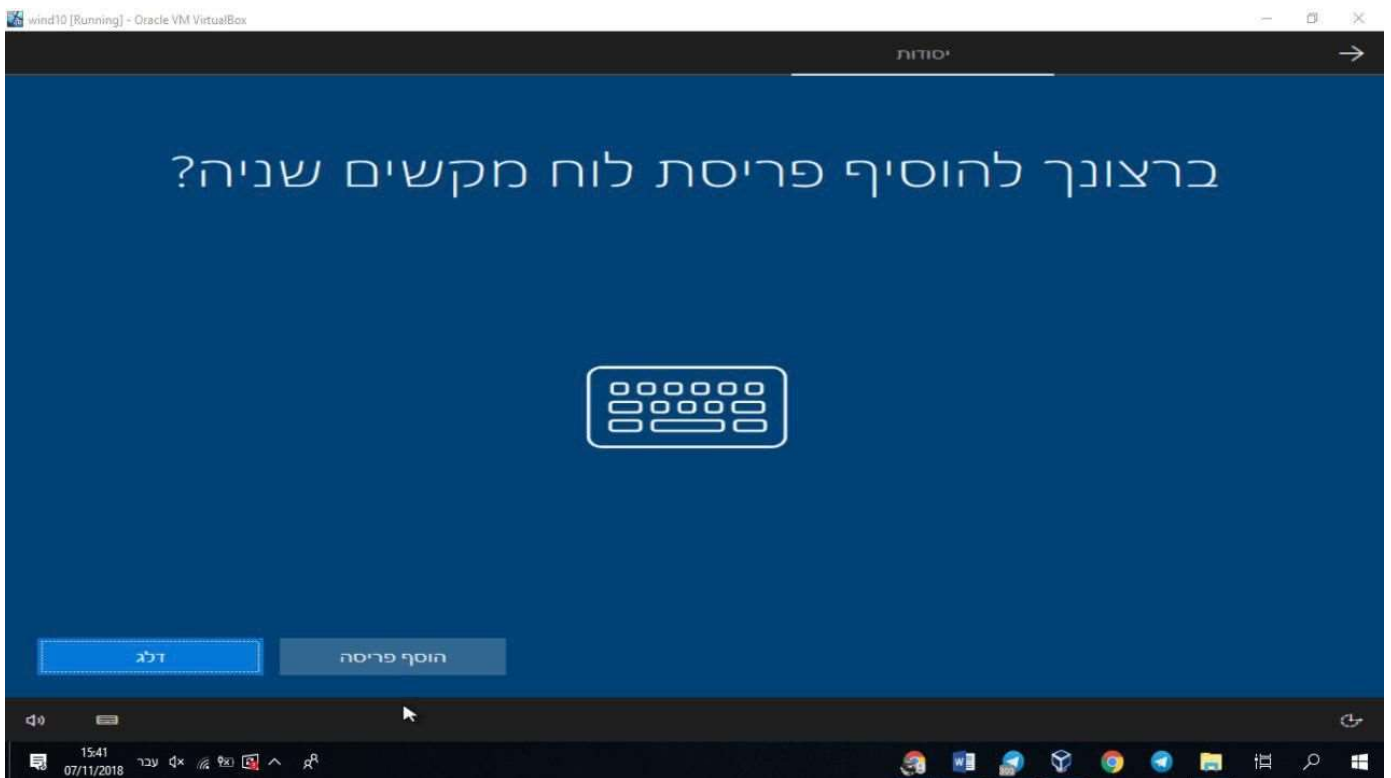 wind10 [Running] - Oracle VM VirtualBox
יסודות
ברצונך להוסיף פריסת לוח מקשים שניה?
הוסף פריסה
דלג
עבר
15:41
07/11/2018